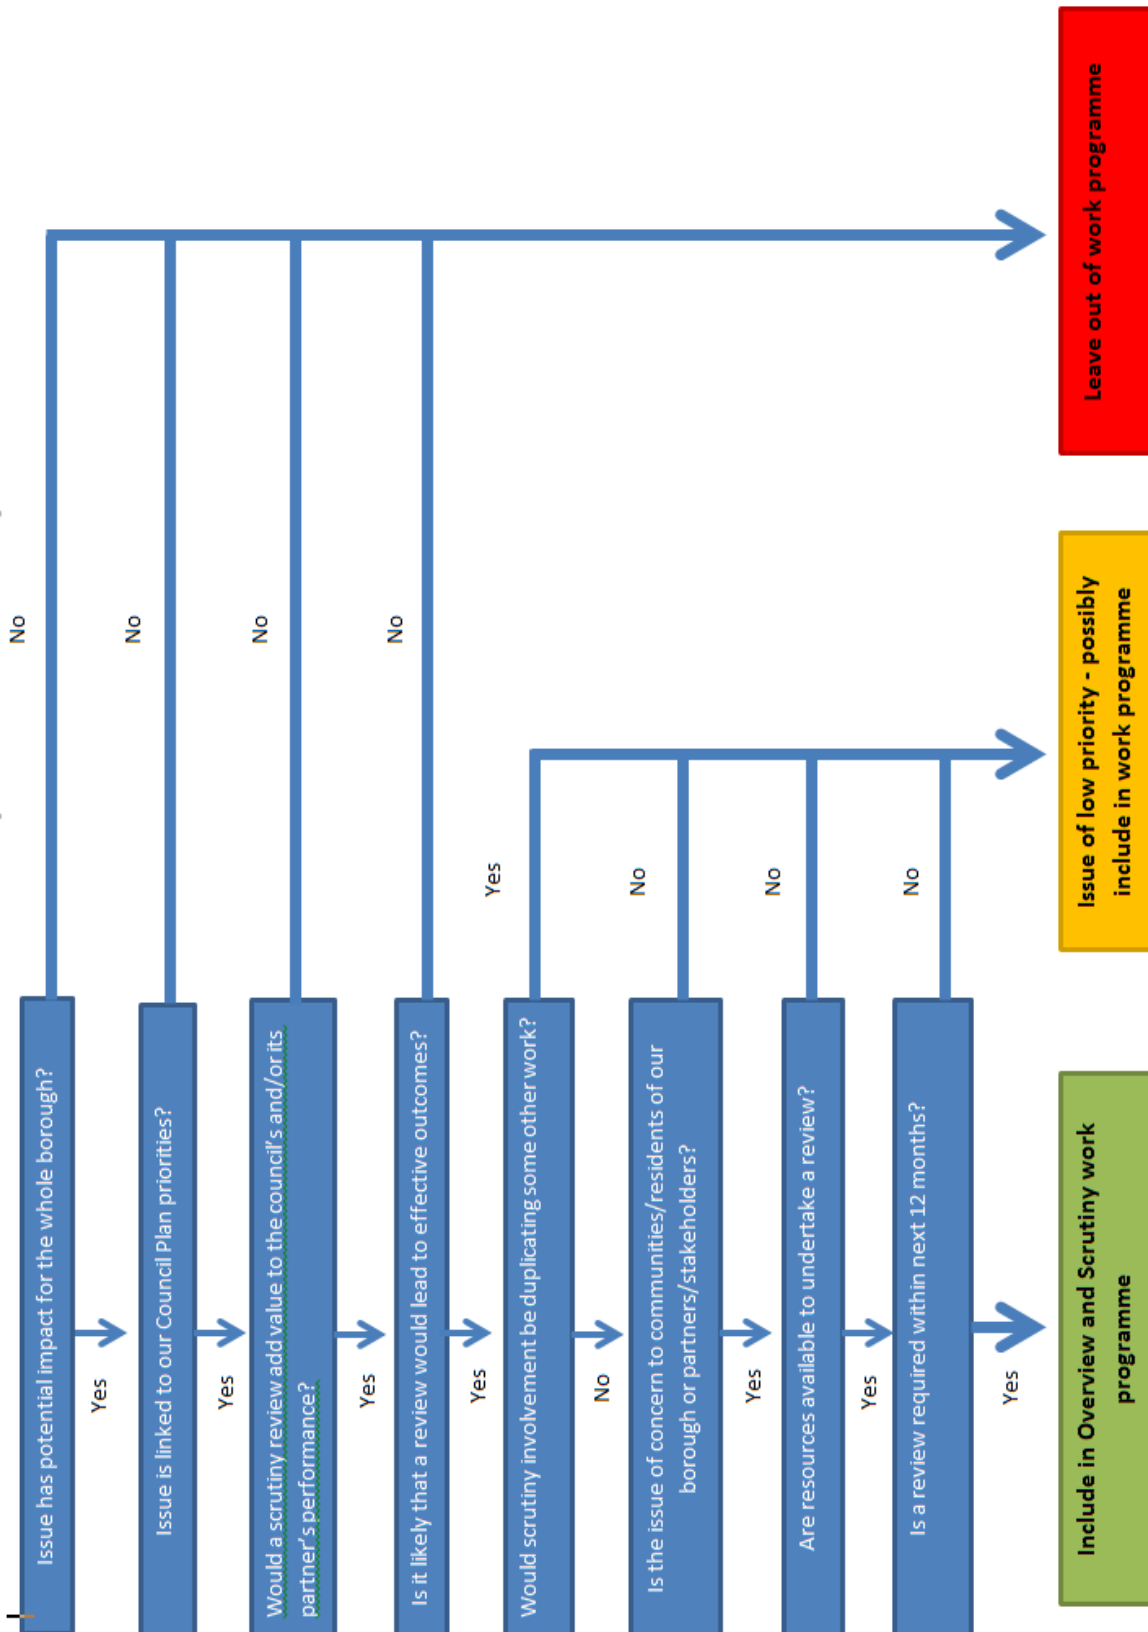 Issue has potential impact for the whole borough?
No
Yes
Issue is linked to our Council Plan priorities?
No
Yes
Would a scrutiny review add value to the council's and/or its
partner's performance?
No
Yes
Is it likely that a review would lead to effective outcomes?
No
Yes
Would scrutiny involvement be duplicating some other work?
Yes
No
Is the issue of concern to communities/residents of our
borough or partners/stakeholders?
No
Yes
Are resources available to undertake a review?
No
Yes
Is a review required within next 12 months?
No
Yes
Include in Overview and Scrutiny work
programme
Issue of low priority - possibly
include in work programme
Leave out of work programme